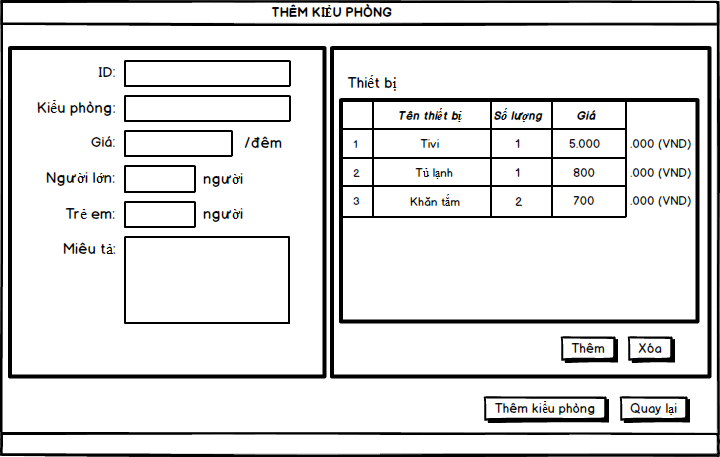 THÊM KIỂU PHÒNG
ID:
Kiểu phòng:
Giá: /đêm
Người lớn: người
Trẻ em: người
Miêu tả:
Thiết bị
Tên thiết bị Số lượng Giá
1 Tivi 1 5.000 .000 (VND)
2 Tủ lạnh 1 800 .000 (VND)
3 Khăn tắm 2 700 .000 (VND)
Thêm Xóa
Thêm kiểu phòng Quay lại